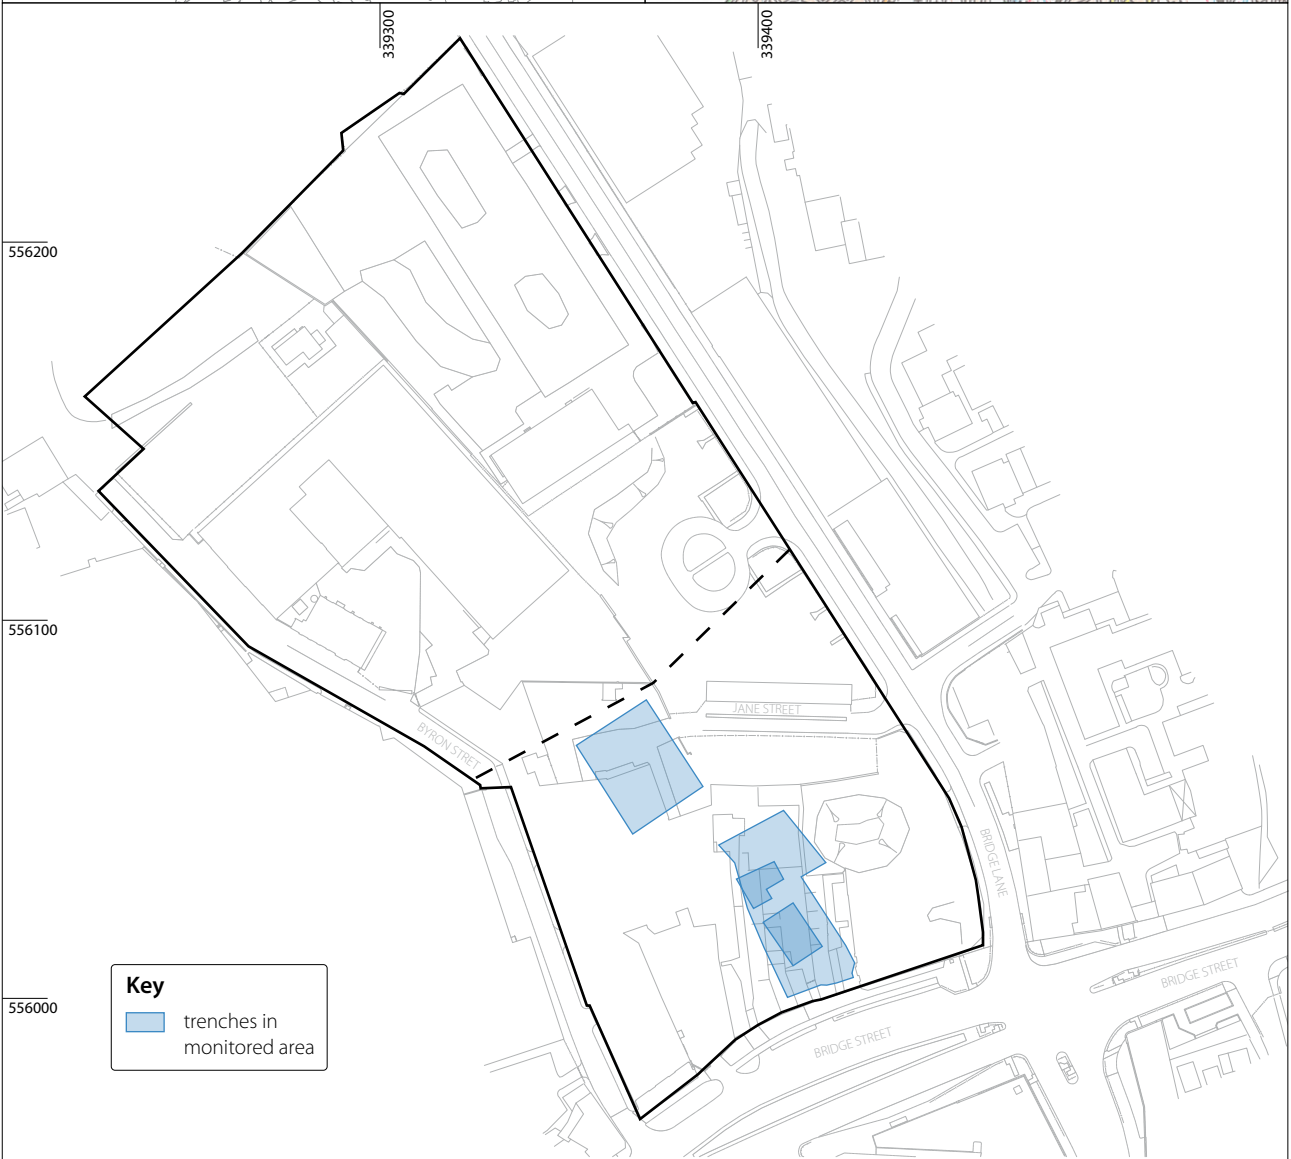 339300
339400
556200
556100
JANE STREET
BYRON STRET
BRIDGE LANE
BRIDGE STREET
556000
BRIDGE STREET
Key
trenches in
monitored area